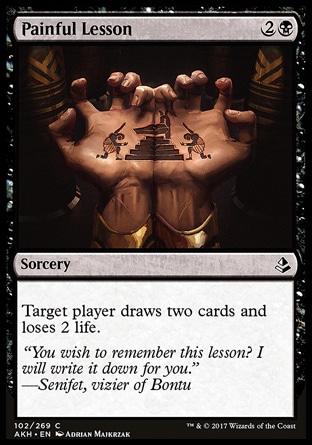 Painful Lesson 2
Sorcery
Target player draws two cards and
loses 2 life.
“You wish to remember this lesson? I
will write it down for you.”
—Senifet, vizier of Bontu
102/269 C
AKH • EN Adrian Majkrzak
™ & © 2017 Wizards of the Coast